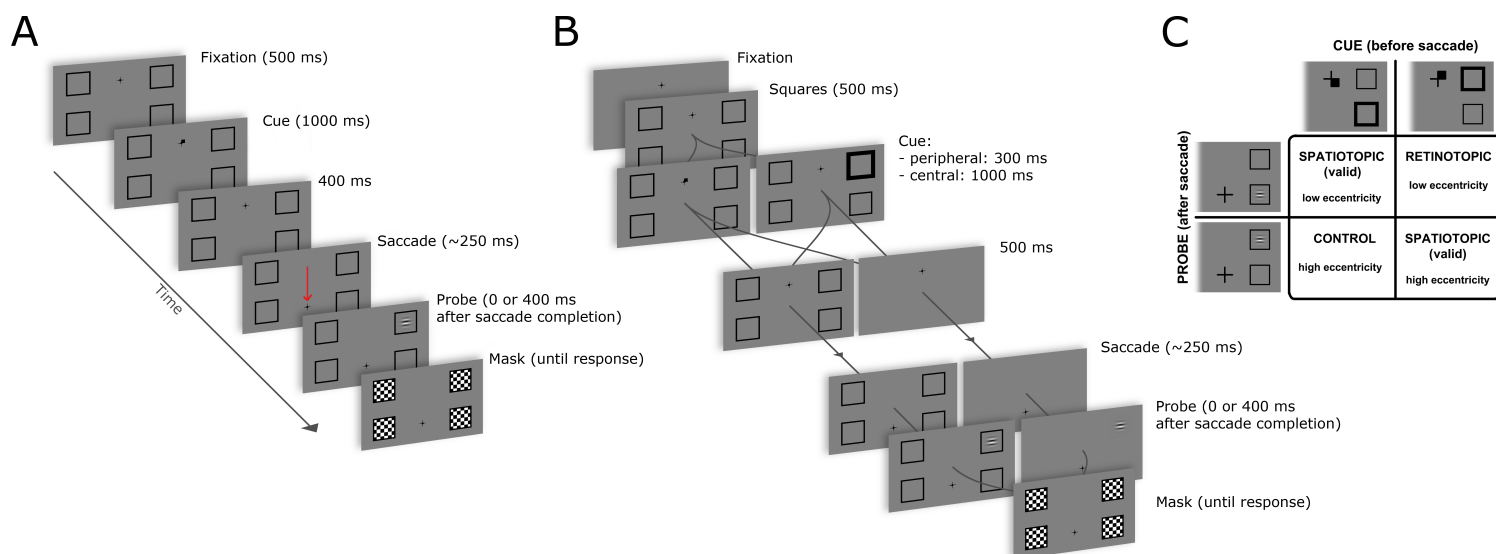 A
Fixation (500 ms)
Cue (1000 ms)
400 ms
Saccade (~250 ms)
Probe (0 or 400 ms
after saccade completion)
Mask (until response)
Time
B
Fixation
Squares (500 ms)
Cue:
- peripheral: 300 ms
- central: 1000 ms
500 ms
Saccade (~250 ms)
Probe (0 or 400 ms
after saccade completion)
Mask (until response)
C
CUE (before saccade)
PROBE (after saccade)
SPATIOTOPIC
(valid)
low eccentricity
RETINOTOPIC
low eccentricity
CONTROL
high eccentricity
SPATIOTOPIC
(valid)
high eccentricity